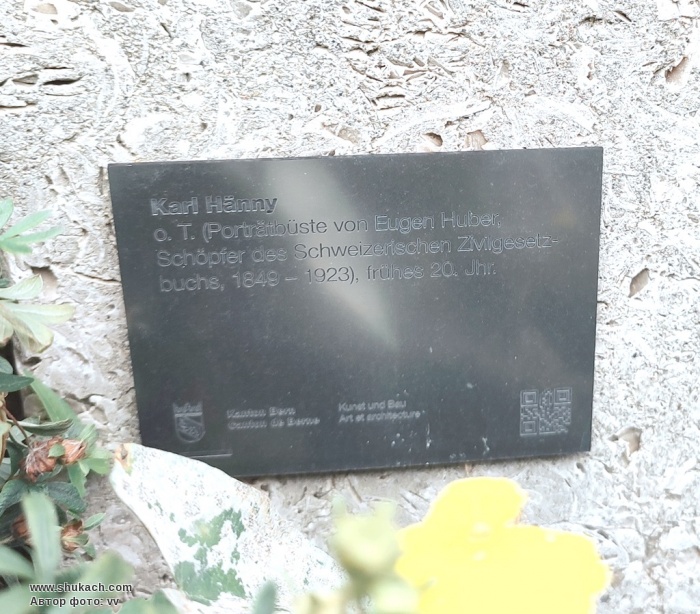 Karl Hänny
o. T. (Porträtbüste von Eugen Huber,
Schöpfer des Schweizerischen Zivilgesetz-
buchs, 1849 – 1923), frühes 20. Jhr.
Kanton Bern
Canton de Berne
Kunst und Bau
Art et architecture
www.shukach.com
Автор фото: vv